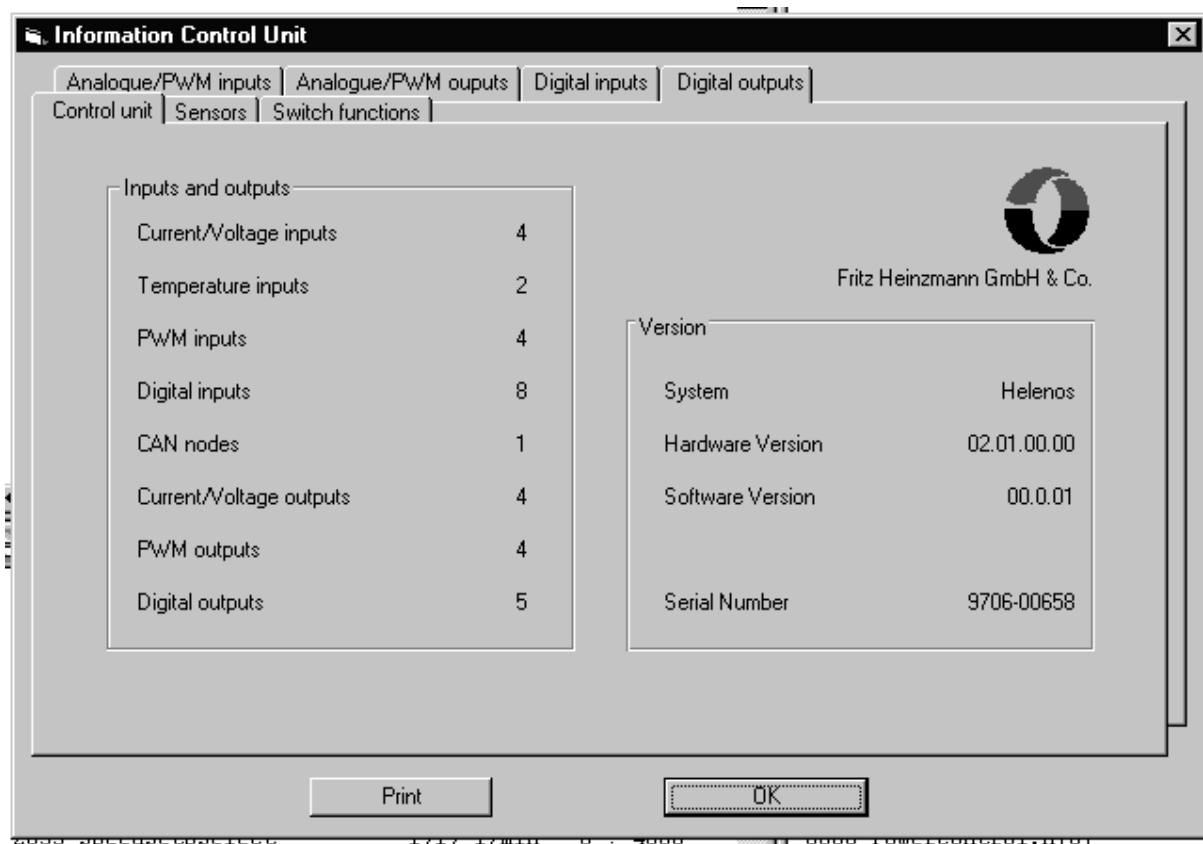 Information Control Unit
Analogue/PWM inputs Analogue/PWM ouputs Digital inputs Digital outputs
Control unit Sensors Switch functions
Inputs and outputs
Current/Voltage inputs 4
Temperature inputs 2
PWM inputs 4
Digital inputs 8
CAN nodes 1
Current/Voltage outputs 4
PWM outputs 4
Digital outputs 5
Fritz Heinzmann GmbH & Co.
Version
System Helenos
Hardware Version 02.01.00.00
Software Version 00.0.01
Serial Number 9706-00658
Print OK